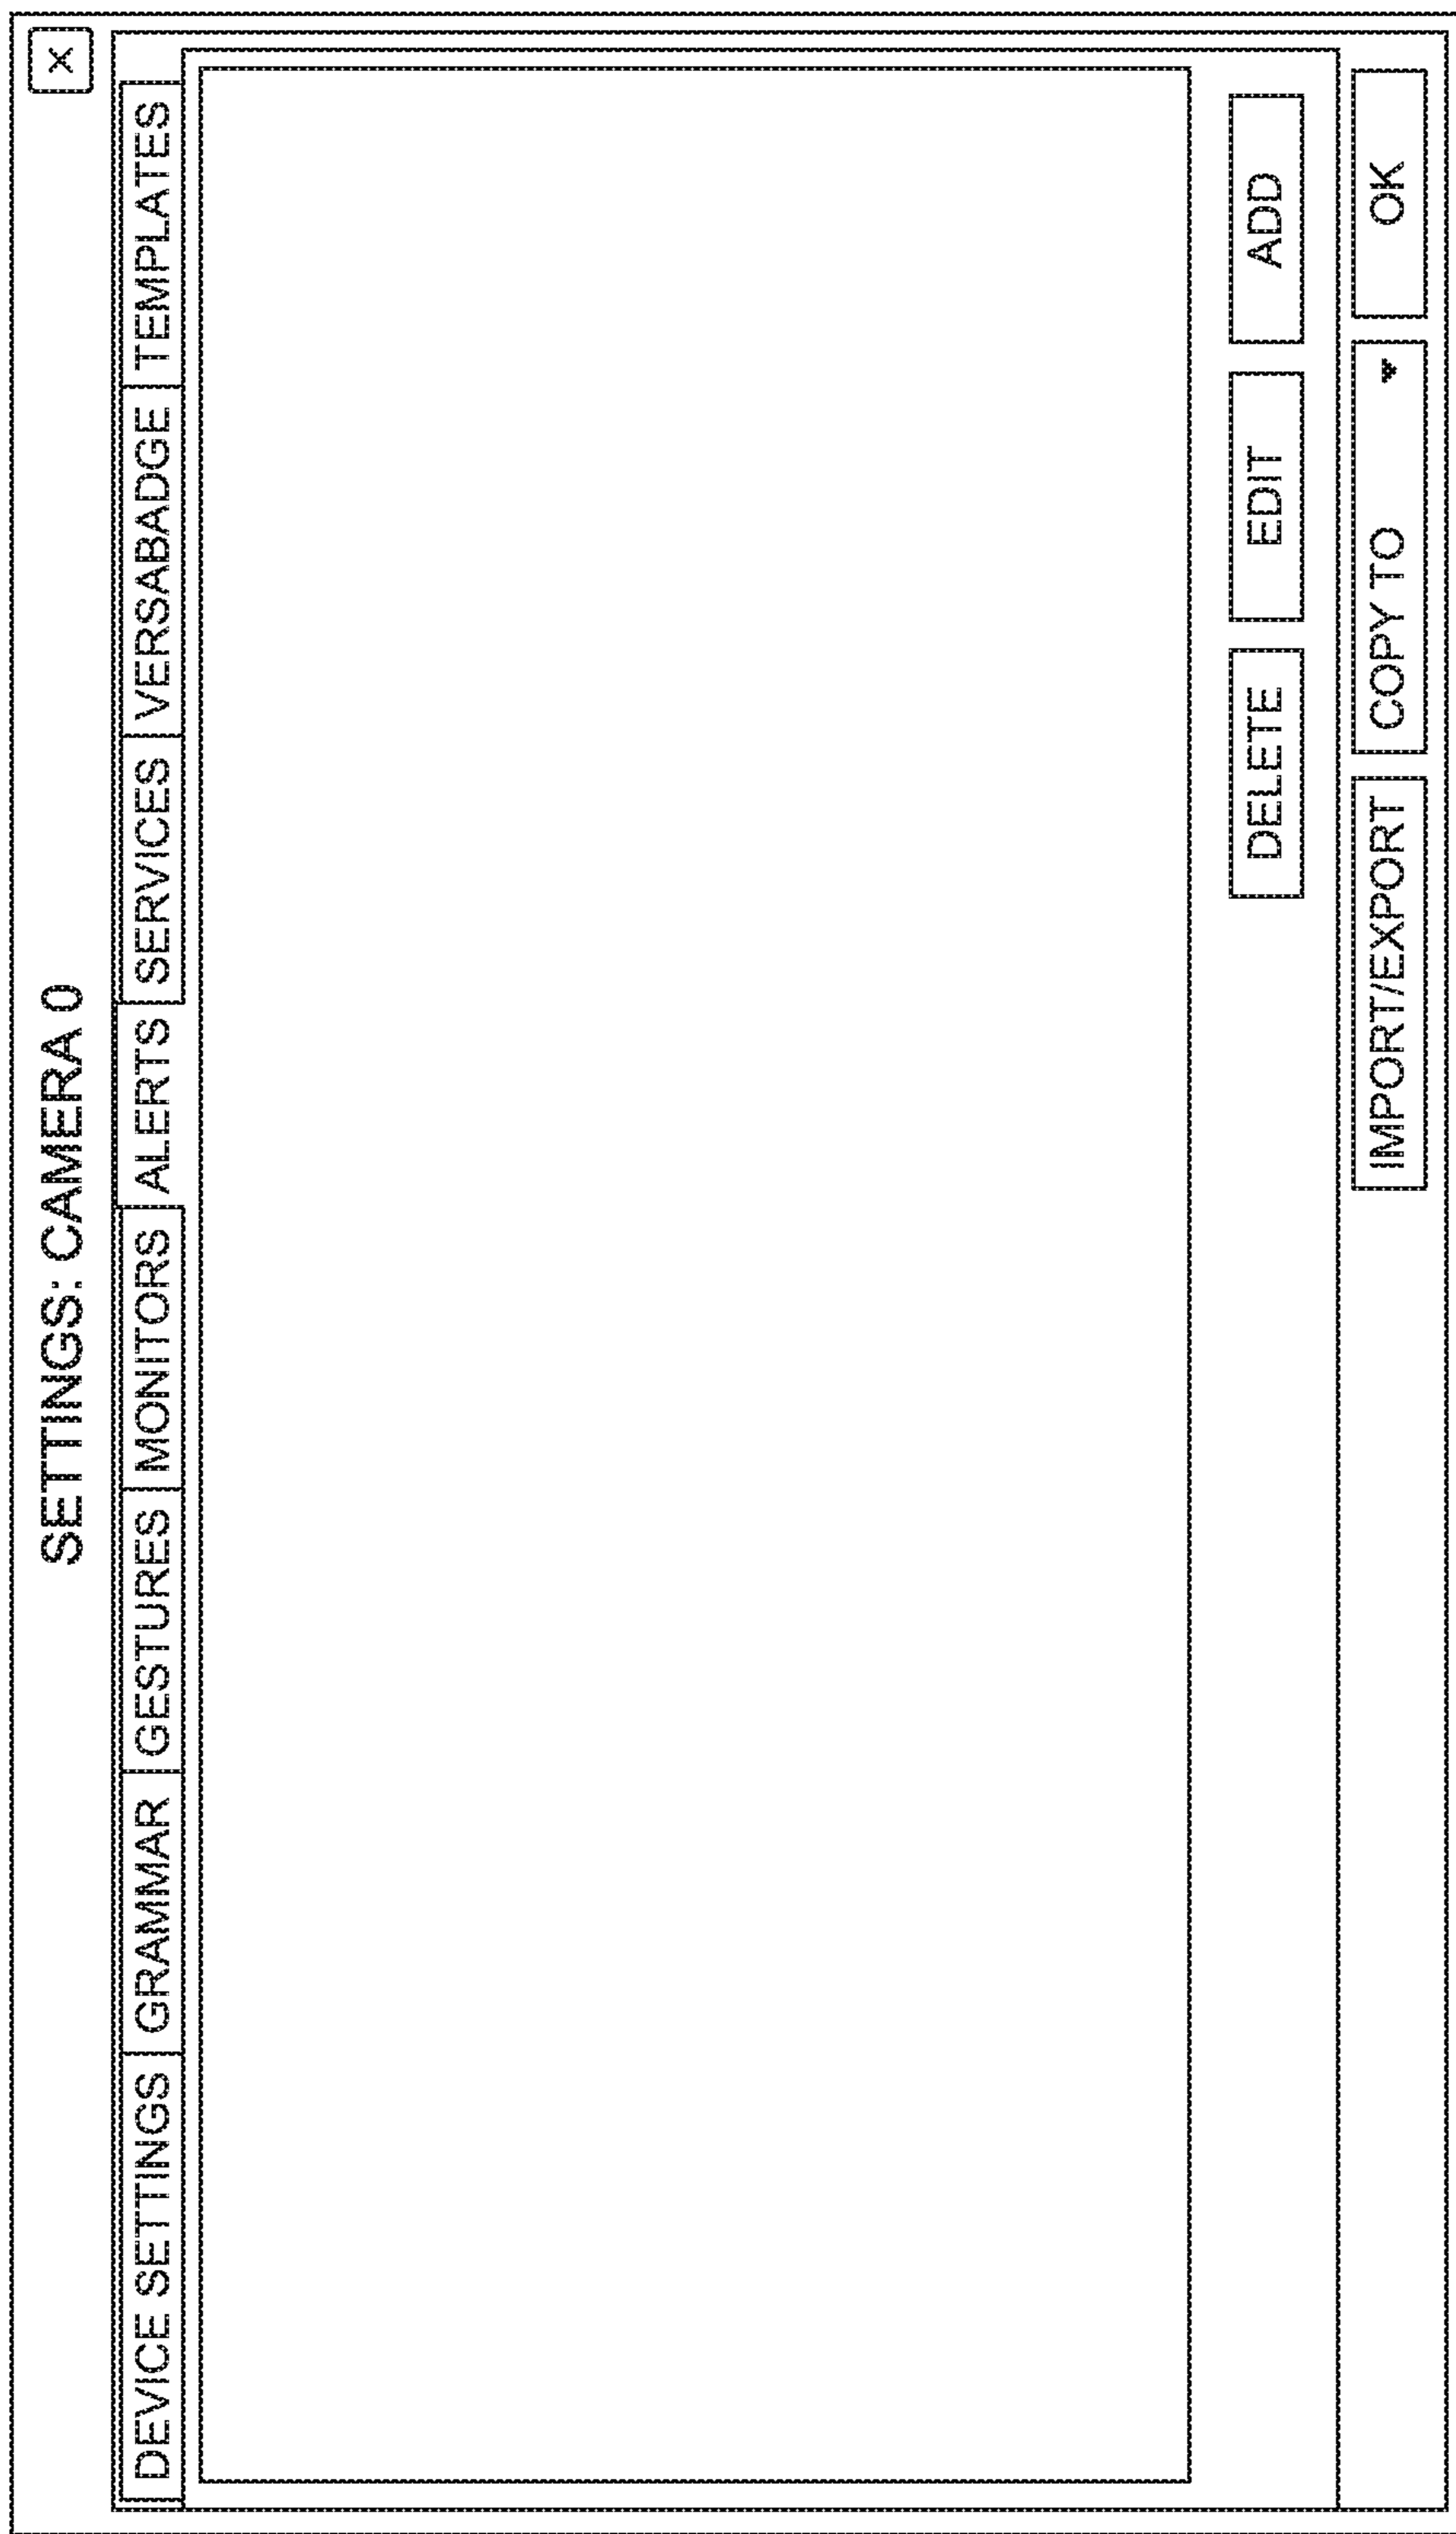 SETTINGS: CAMERA 0
X
DEVICE SETTINGS GRAMMAR GESTURES MONITORS ALERTS SERVICES VERSABADGE TEMPLATES
DELETE EDIT ADD
IMPORT/EXPORT COPY TO OK